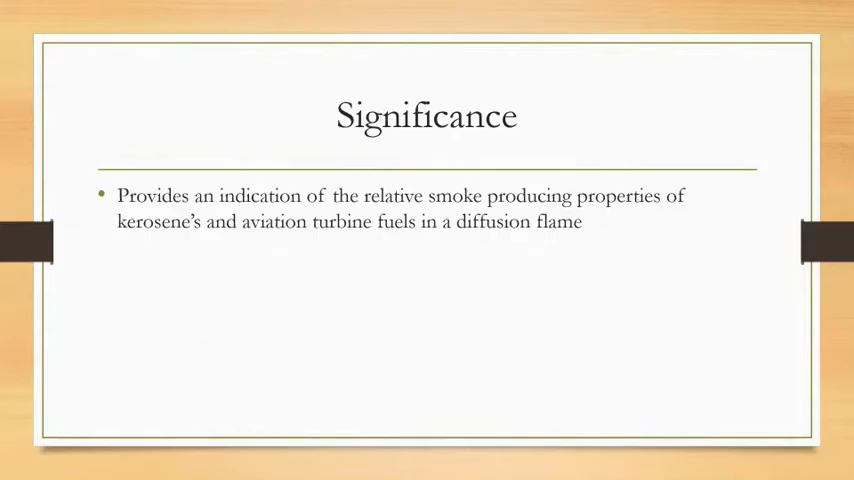 Significance
• Provides an indication of the relative smoke producing properties of
kerosene’s and aviation turbine fuels in a diffusion flame